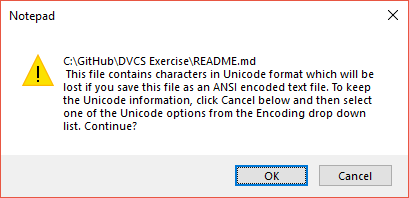 Notepad
C:\GitHub\DVCS Exercise\README.md
This file contains characters in Unicode format which will be
lost if you save this file as an ANSI encoded text file. To keep
the Unicode information, click Cancel below and then select
one of the Unicode options from the Encoding drop down
list. Continue?
OK
Cancel